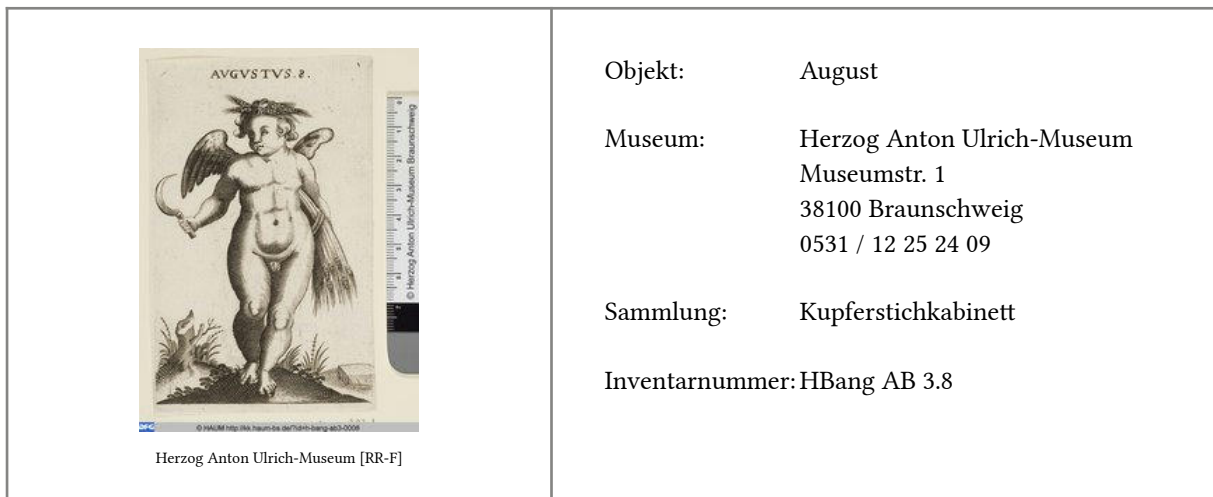 AVGVSTVS. 8.
© Herzog Anton Ulrich-Museum Braunschweig
DFG
© HAUM http://kk.haum-bs.de/?id=h-bang-ab3-0008
Herzog Anton Ulrich-Museum [RR-F]
Objekt: August
Museum: Herzog Anton Ulrich-Museum
Museumstr. 1
38100 Braunschweig
0531 / 12 25 24 09
Sammlung: Kupferstichkabinett
Inventarnummer: HBang AB 3.8